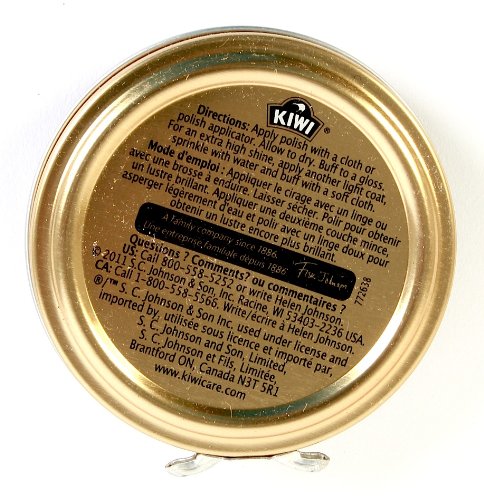 KIWI ®
Directions: Apply polish with a cloth or
polish applicator. Allow to dry. Buff to a gloss.
For an extra high shine, apply another light coat,
sprinkle with water and buff with a soft cloth.
Mode d'emploi : Appliquer le cirage avec un linge ou
avec une brosse à enduire. Laisser sécher. Polir pour obtenir
un lustre brillant. Appliquer une deuxième couche mince,
asperger légèrement d'eau et polir avec un linge doux pour
obtenir un lustre encore plus brillant.
A family company since 1886.
Une entreprise familiale depuis 1886
Questions ? Comments? ou commentaires ?
US: Call 800-558-5252 or write Helen Johnson.
© 2011 S. C. Johnson & Son, Inc. Racine, WI 53403-2236 USA.
CA: Call 1-800-558-5566. Write/écrire à Helen Johnson.
®/™ S. C. Johnson & Son Inc. used under license and
imported by, utilisée sous licence et importé par,
S. C. Johnson and Son, Limited,
S. C. Johnson et Fils, Limitée,
Brantford ON, Canada N3T 5R1
www.kiwicare.com
772638